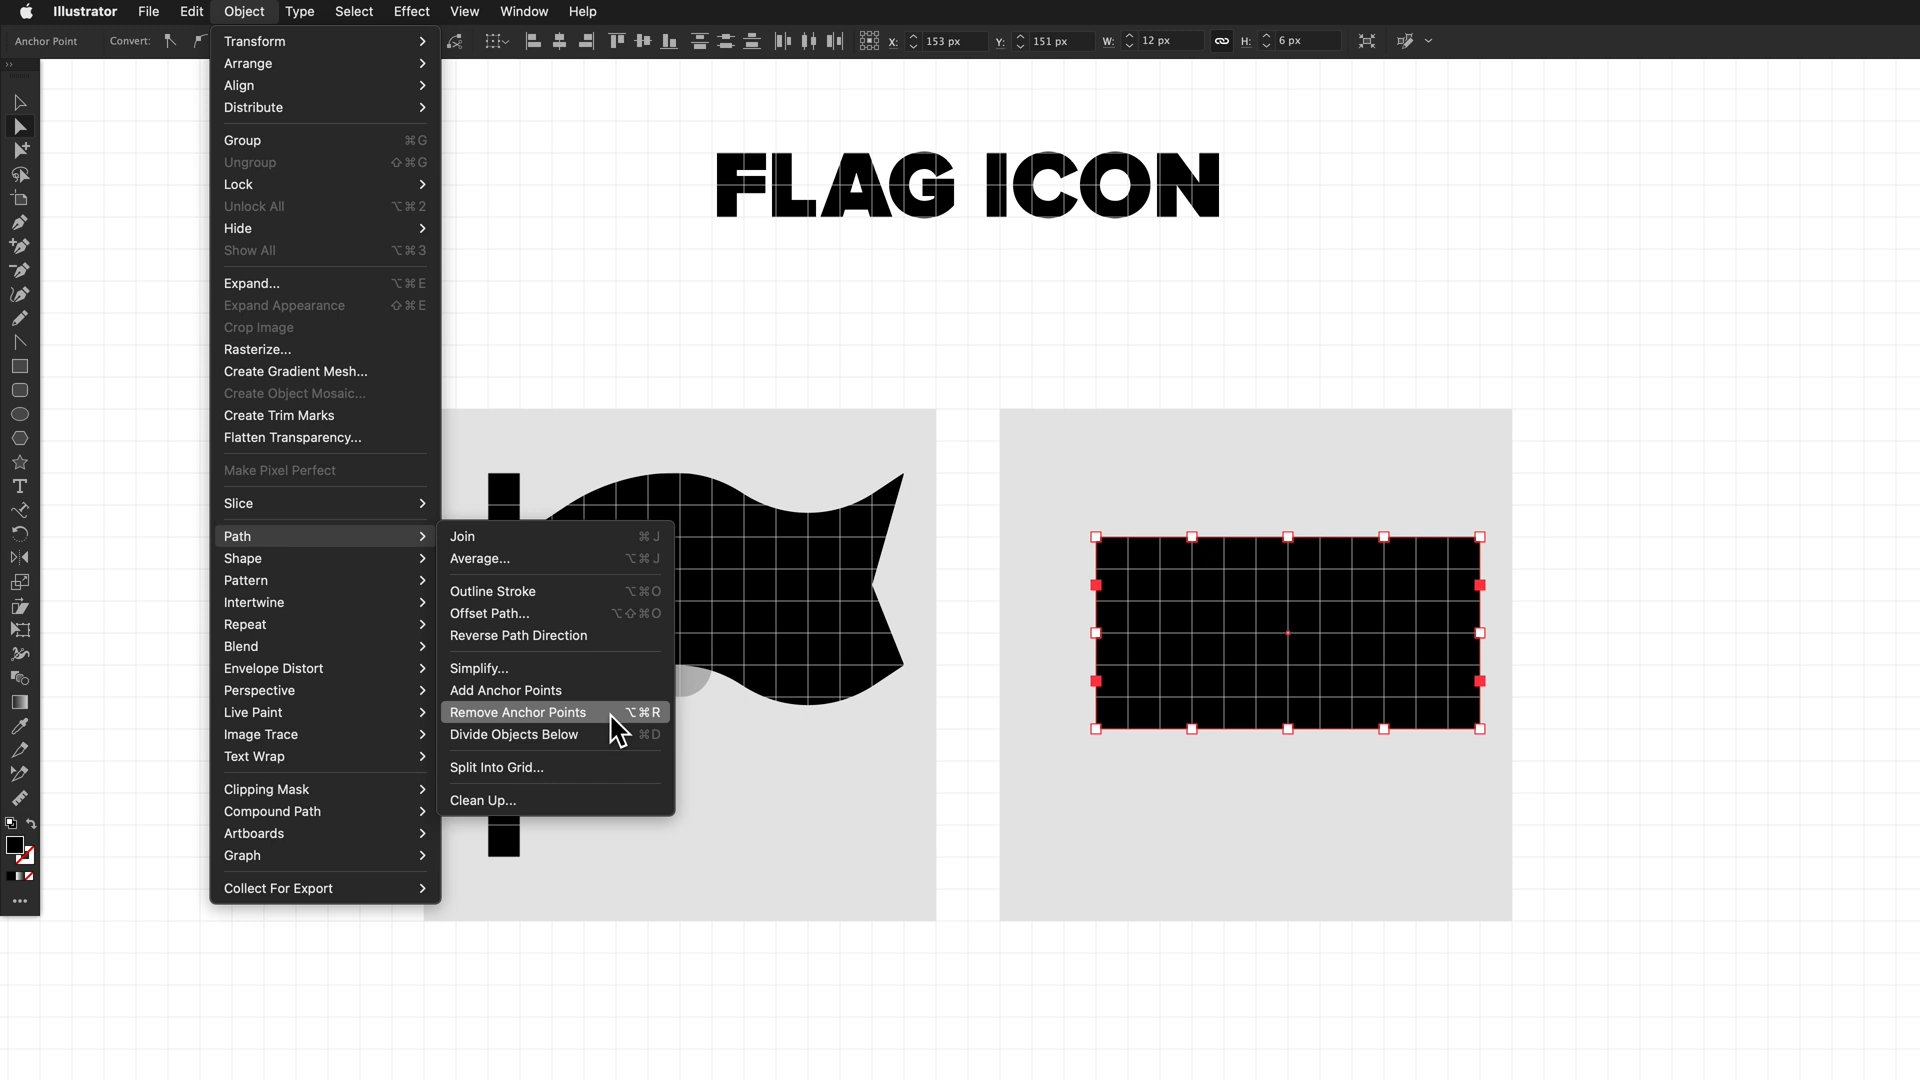 Illustrator File Edit Object Type Select Effect View Window Help
Anchor Point Convert: X: 153 px Y: 151 px W: 12 px H: 6 px
Transform
Arrange
Align
Distribute
Group ⌘G
Ungroup ⇧⌘G
Lock
Unlock All ⌥⌘2
Hide
Show All ⌥⌘3
Expand... ⌥⌘E
Expand Appearance ⇧⌘E
Crop Image
Rasterize...
Create Gradient Mesh...
Create Object Mosaic...
Create Trim Marks
Flatten Transparency...
Make Pixel Perfect
Slice
Path
Shape
Pattern
Intertwine
Repeat
Blend
Envelope Distort
Perspective
Live Paint
Image Trace
Text Wrap
Clipping Mask
Compound Path
Artboards
Graph
Collect For Export
Join ⌘J
Average... ⌥⌘J
Outline Stroke ⌥⌘O
Offset Path... ⌥⇧⌘O
Reverse Path Direction
Simplify...
Add Anchor Points
Remove Anchor Points ⌥⌘R
Divide Objects Below ⌘D
Split Into Grid...
Clean Up...
FLAG ICON